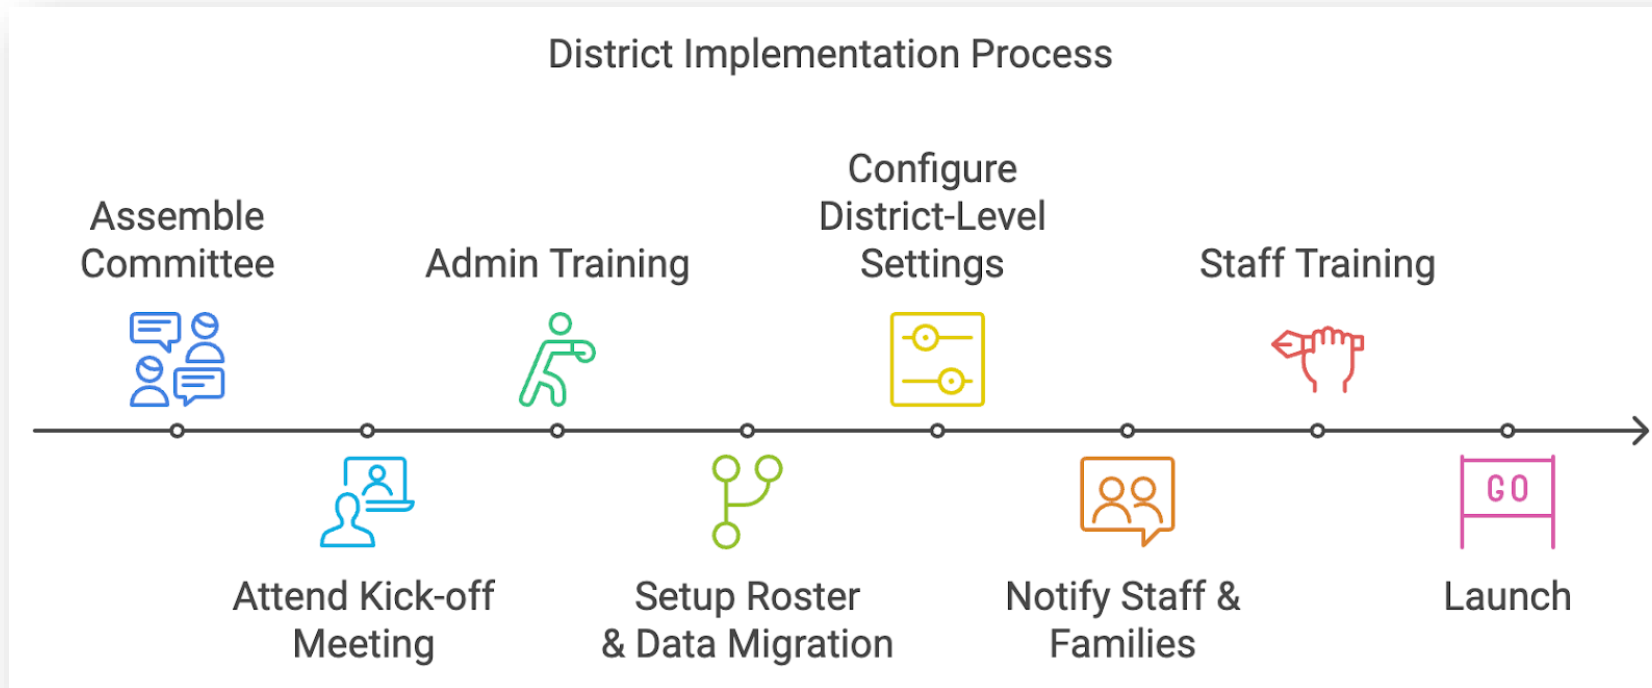 District Implementation Process
Assemble
Committee
Attend Kick-off
Meeting
Admin Training
Setup Roster
& Data Migration
Configure
District-Level
Settings
Notify Staff &
Families
Staff Training
GO
Launch